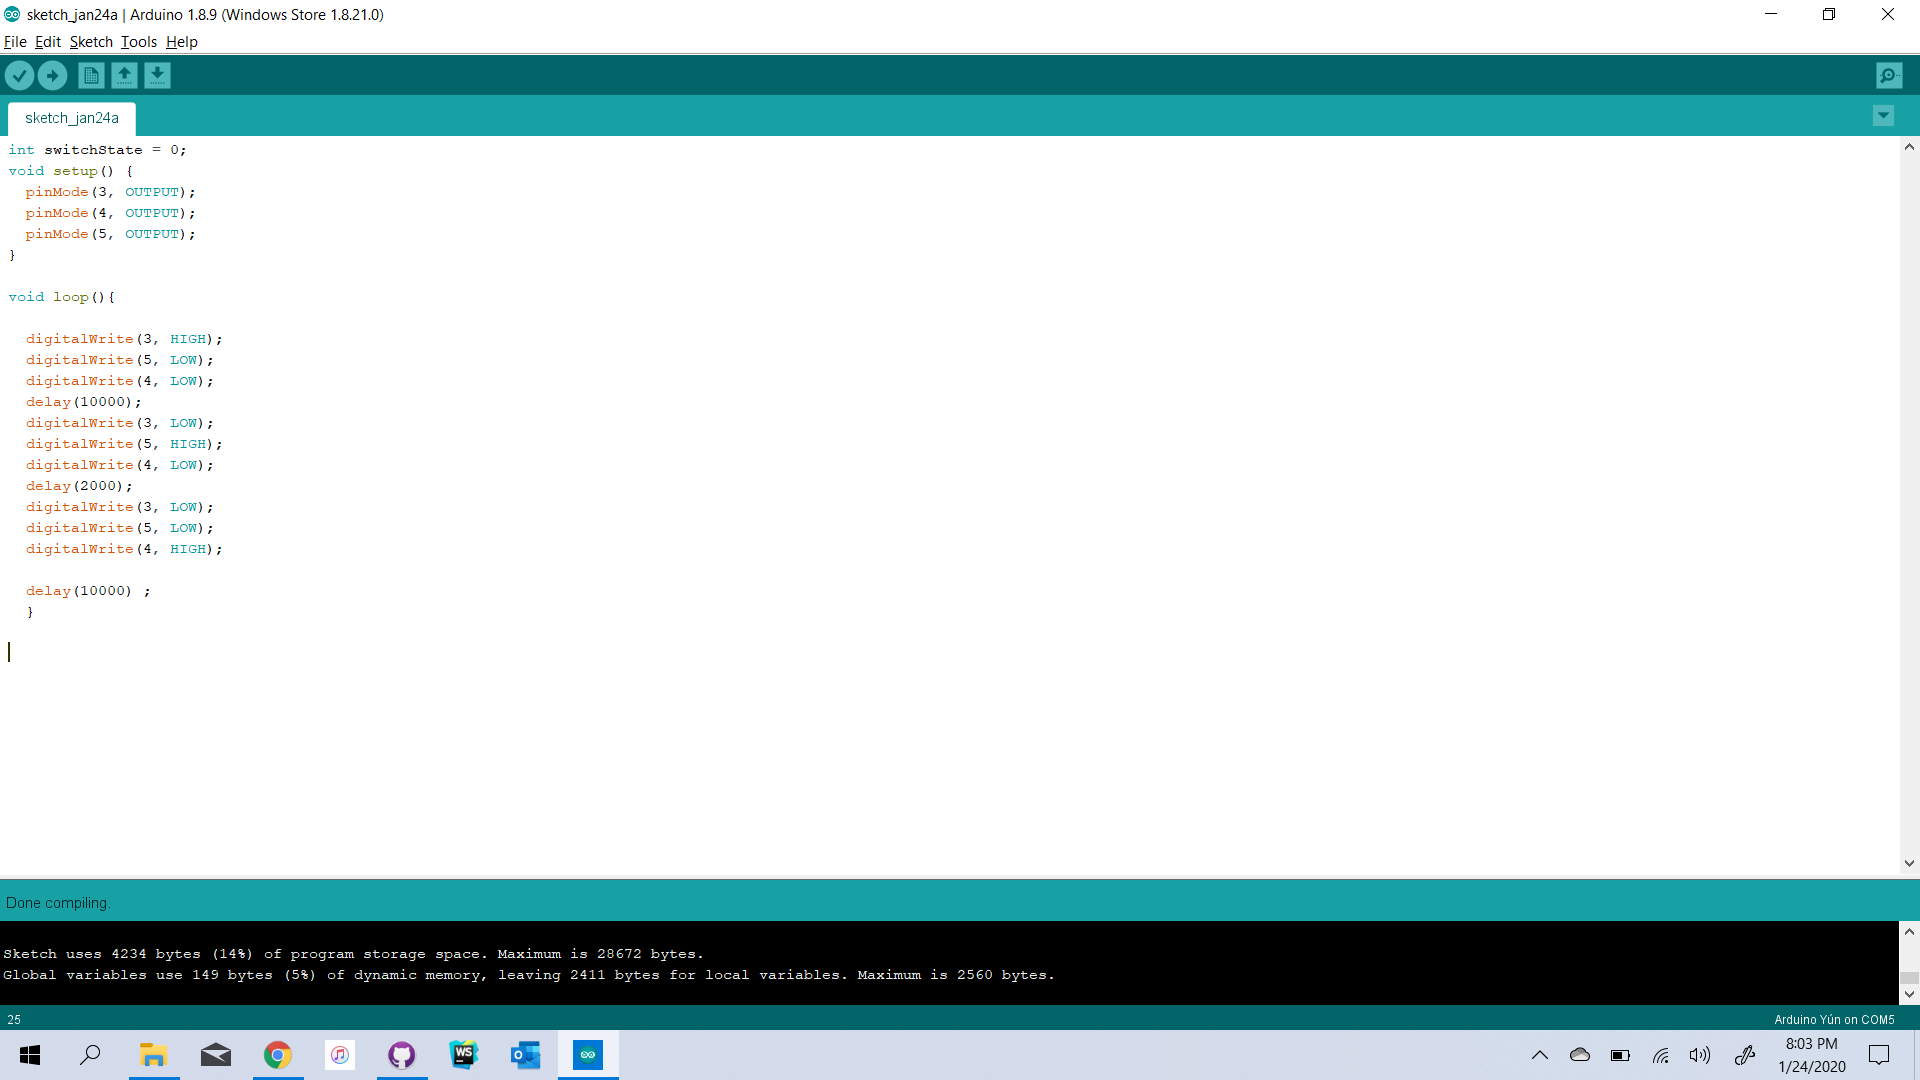 sketch_jan24a | Arduino 1.8.9 (Windows Store 1.8.21.0)
File Edit Sketch Tools Help
sketch_jan24a
int switchState = 0;
void setup() {
  pinMode(3, OUTPUT);
  pinMode(4, OUTPUT);
  pinMode(5, OUTPUT);
}
void loop(){
  digitalWrite(3, HIGH);
  digitalWrite(5, LOW);
  digitalWrite(4, LOW);
  delay(10000);
  digitalWrite(3, LOW);
  digitalWrite(5, HIGH);
  digitalWrite(4, LOW);
  delay(2000);
  digitalWrite(3, LOW);
  digitalWrite(5, LOW);
  digitalWrite(4, HIGH);
  delay(10000) ;
  }
Done compiling.
Sketch uses 4234 bytes (14%) of program storage space. Maximum is 28672 bytes.
Global variables use 149 bytes (5%) of dynamic memory, leaving 2411 bytes for local variables. Maximum is 2560 bytes.
25
Arduino Yún on COM5
WS
8:03 PM
1/24/2020